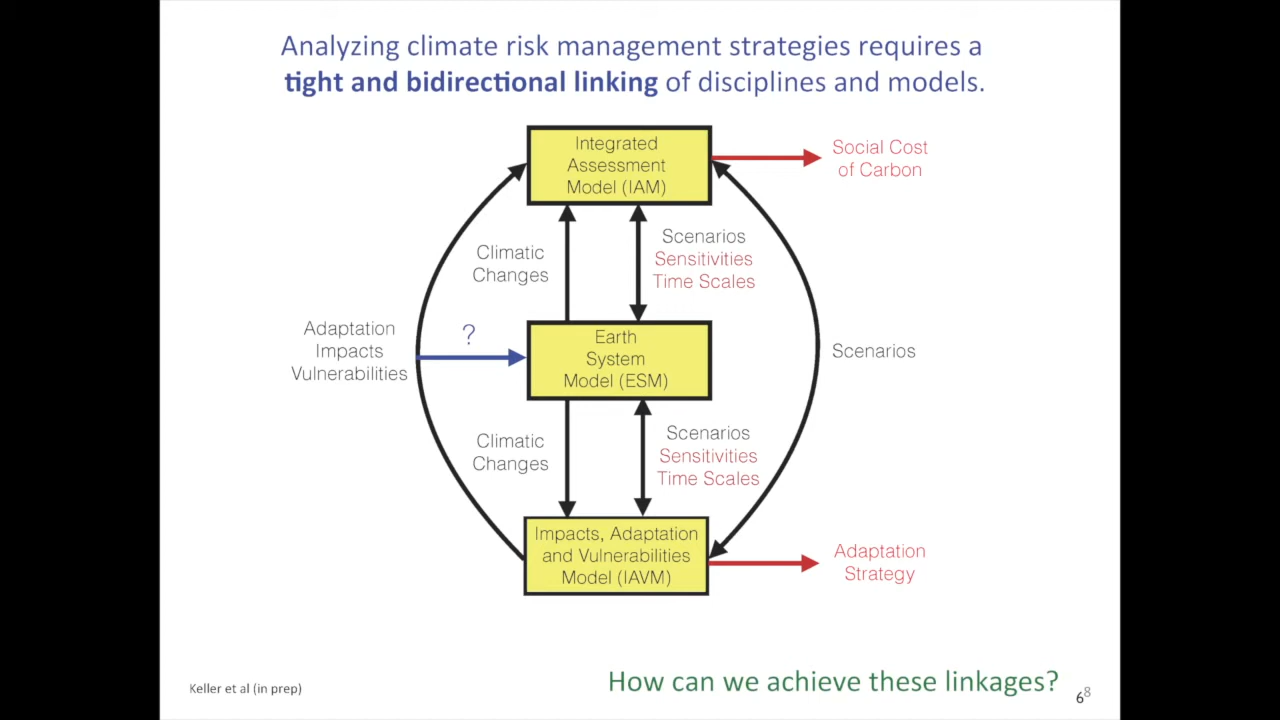 Analyzing climate risk management strategies requires a
tight and bidirectional linking of disciplines and models.
Integrated
Assessment
Model (IAM)
Social Cost
of Carbon
Climatic
Changes
Scenarios
Sensitivities
Time Scales
Adaptation
Impacts
Vulnerabilities
?
Earth
System
Model (ESM)
Scenarios
Climatic
Changes
Scenarios
Sensitivities
Time Scales
Impacts, Adaptation
and Vulnerabilities
Model (IAVM)
Adaptation
Strategy
Keller et al (in prep)
How can we achieve these linkages?
6 8